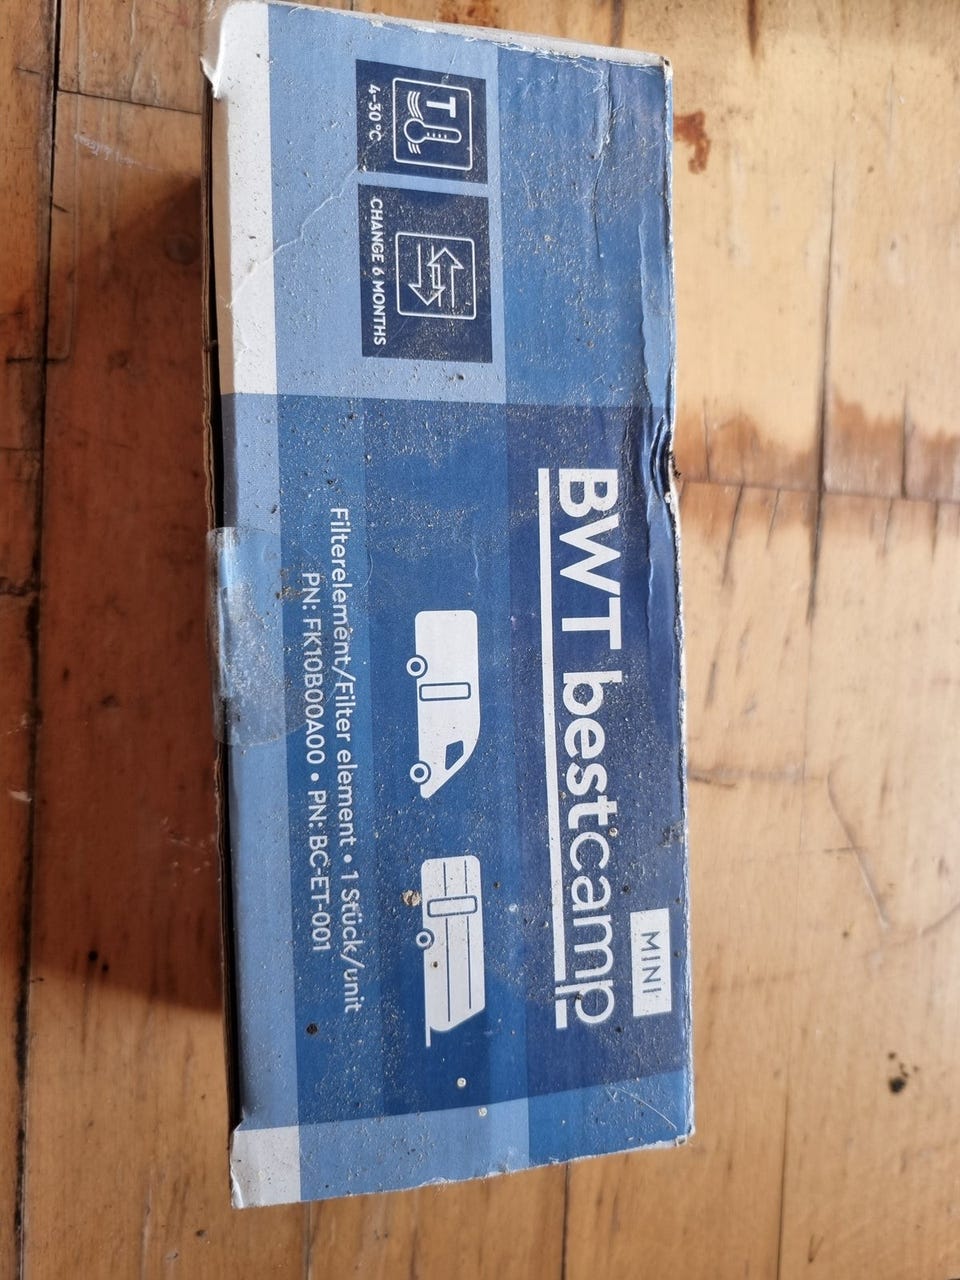 MINI
BWT bestcamp
Filterelement/Filter element • 1 Stück/unit
PN: FK10B00A00 • PN: BC-ET-001
T
4–30 °C
CHANGE 6 MONTHS